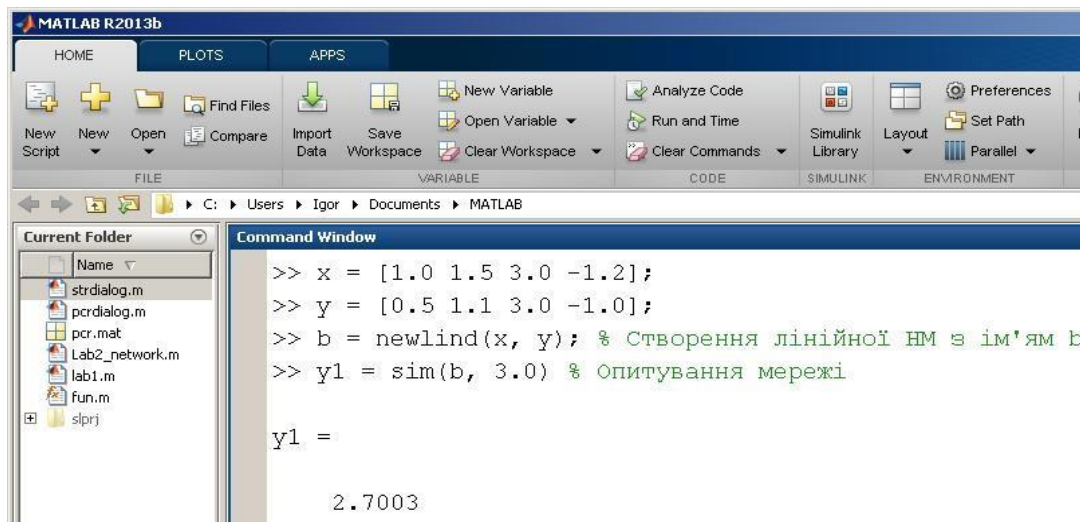 MATLAB R2013b
HOME PLOTS APPS
New Script
New
Open
Find Files
Compare
Import Data
Save Workspace
New Variable
Open Variable
Clear Workspace
Analyze Code
Run and Time
Clear Commands
Simulink Library
Layout
Preferences
Set Path
Parallel
FILE VARIABLE CODE SIMULINK ENVIRONMENT
C: Users Igor Documents MATLAB
Current Folder
Name
strdialog.m
pcrdialog.m
pcr.mat
Lab2_network.m
lab1.m
fun.m
slprj
Command Window
>> x = [1.0 1.5 3.0 -1.2];
>> y = [0.5 1.1 3.0 -1.0];
>> b = newlind(x, y); % Створення лінійної НМ з ім'ям b
>> y1 = sim(b, 3.0) % Опитування мережі
y1 =
2.7003